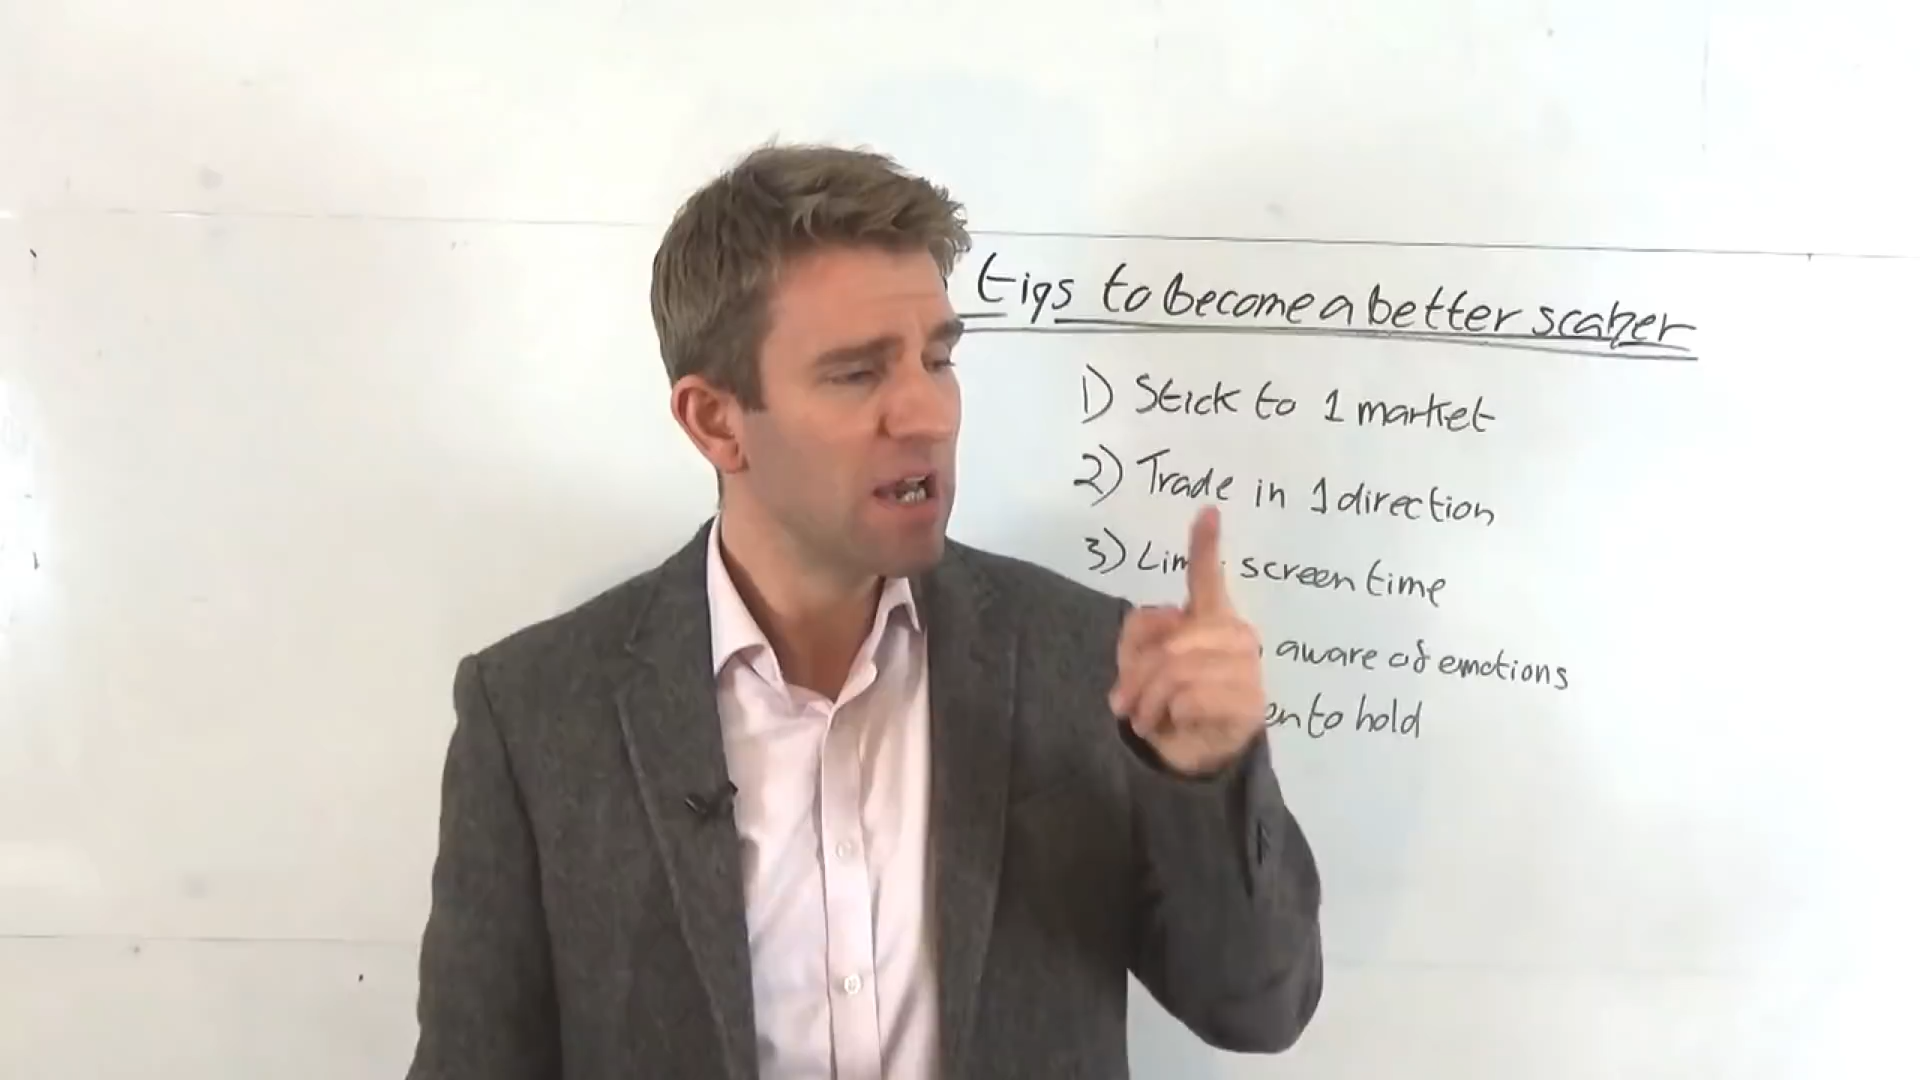 tips to become a better scalper
1) Stick to 1 market
2) Trade in 1 direction
3) screen time
aware of emotions
to hold